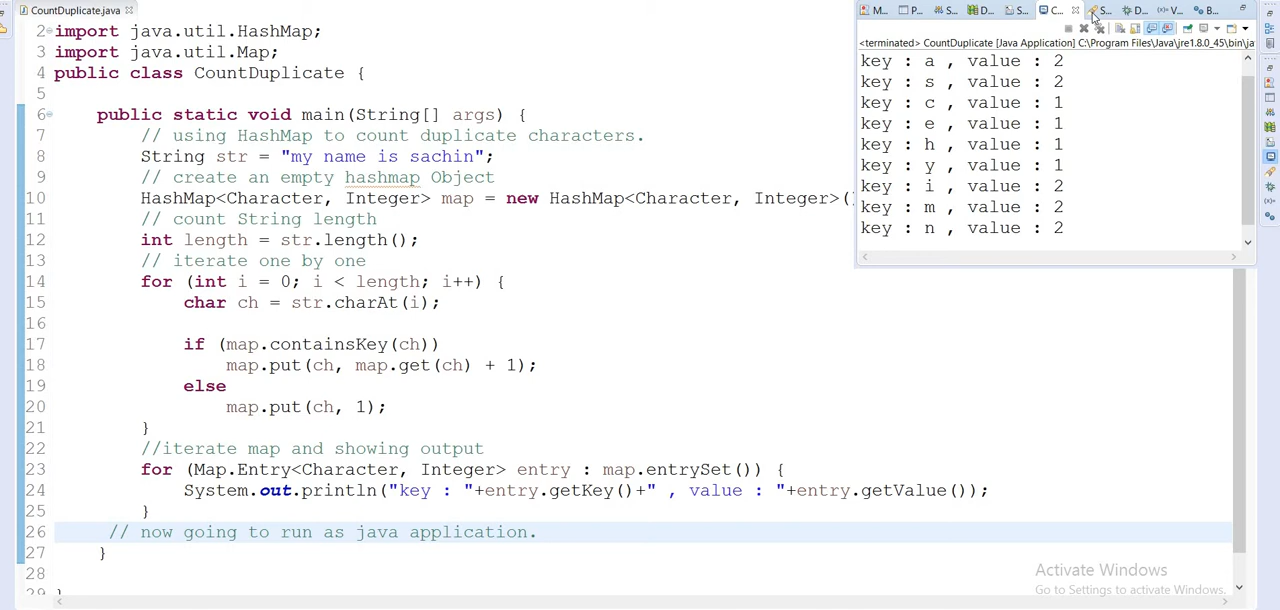 CountDuplicate.java
2 import java.util.HashMap;
3 import java.util.Map;
4 public class CountDuplicate {
5
6 public static void main(String[] args) {
7 // using HashMap to count duplicate characters.
8 String str = "my name is sachin";
9 // create an empty hashmap Object
10 HashMap<Character, Integer> map = new HashMap<Character, Integer>()
11 // count String length
12 int length = str.length();
13 // iterate one by one
14 for (int i = 0; i < length; i++) {
15 char ch = str.charAt(i);
16
17 if (map.containsKey(ch))
18 map.put(ch, map.get(ch) + 1);
19 else
20 map.put(ch, 1);
21 }
22 //iterate map and showing output
23 for (Map.Entry<Character, Integer> entry : map.entrySet()) {
24 System.out.println("key : "+entry.getKey()+" , value : "+entry.getValue());
25 }
26 // now going to run as java application.
27 }
28
29 }
M... P... S... D... S... C... S... D... V... B...
<terminated> CountDuplicate [Java Application] C:\Program Files\Java\jre1.8.0_45\bin\ja
key : a , value : 2
key : s , value : 2
key : c , value : 1
key : e , value : 1
key : h , value : 1
key : y , value : 1
key : i , value : 2
key : m , value : 2
key : n , value : 2
Activate Windows
Go to Settings to activate Windows.